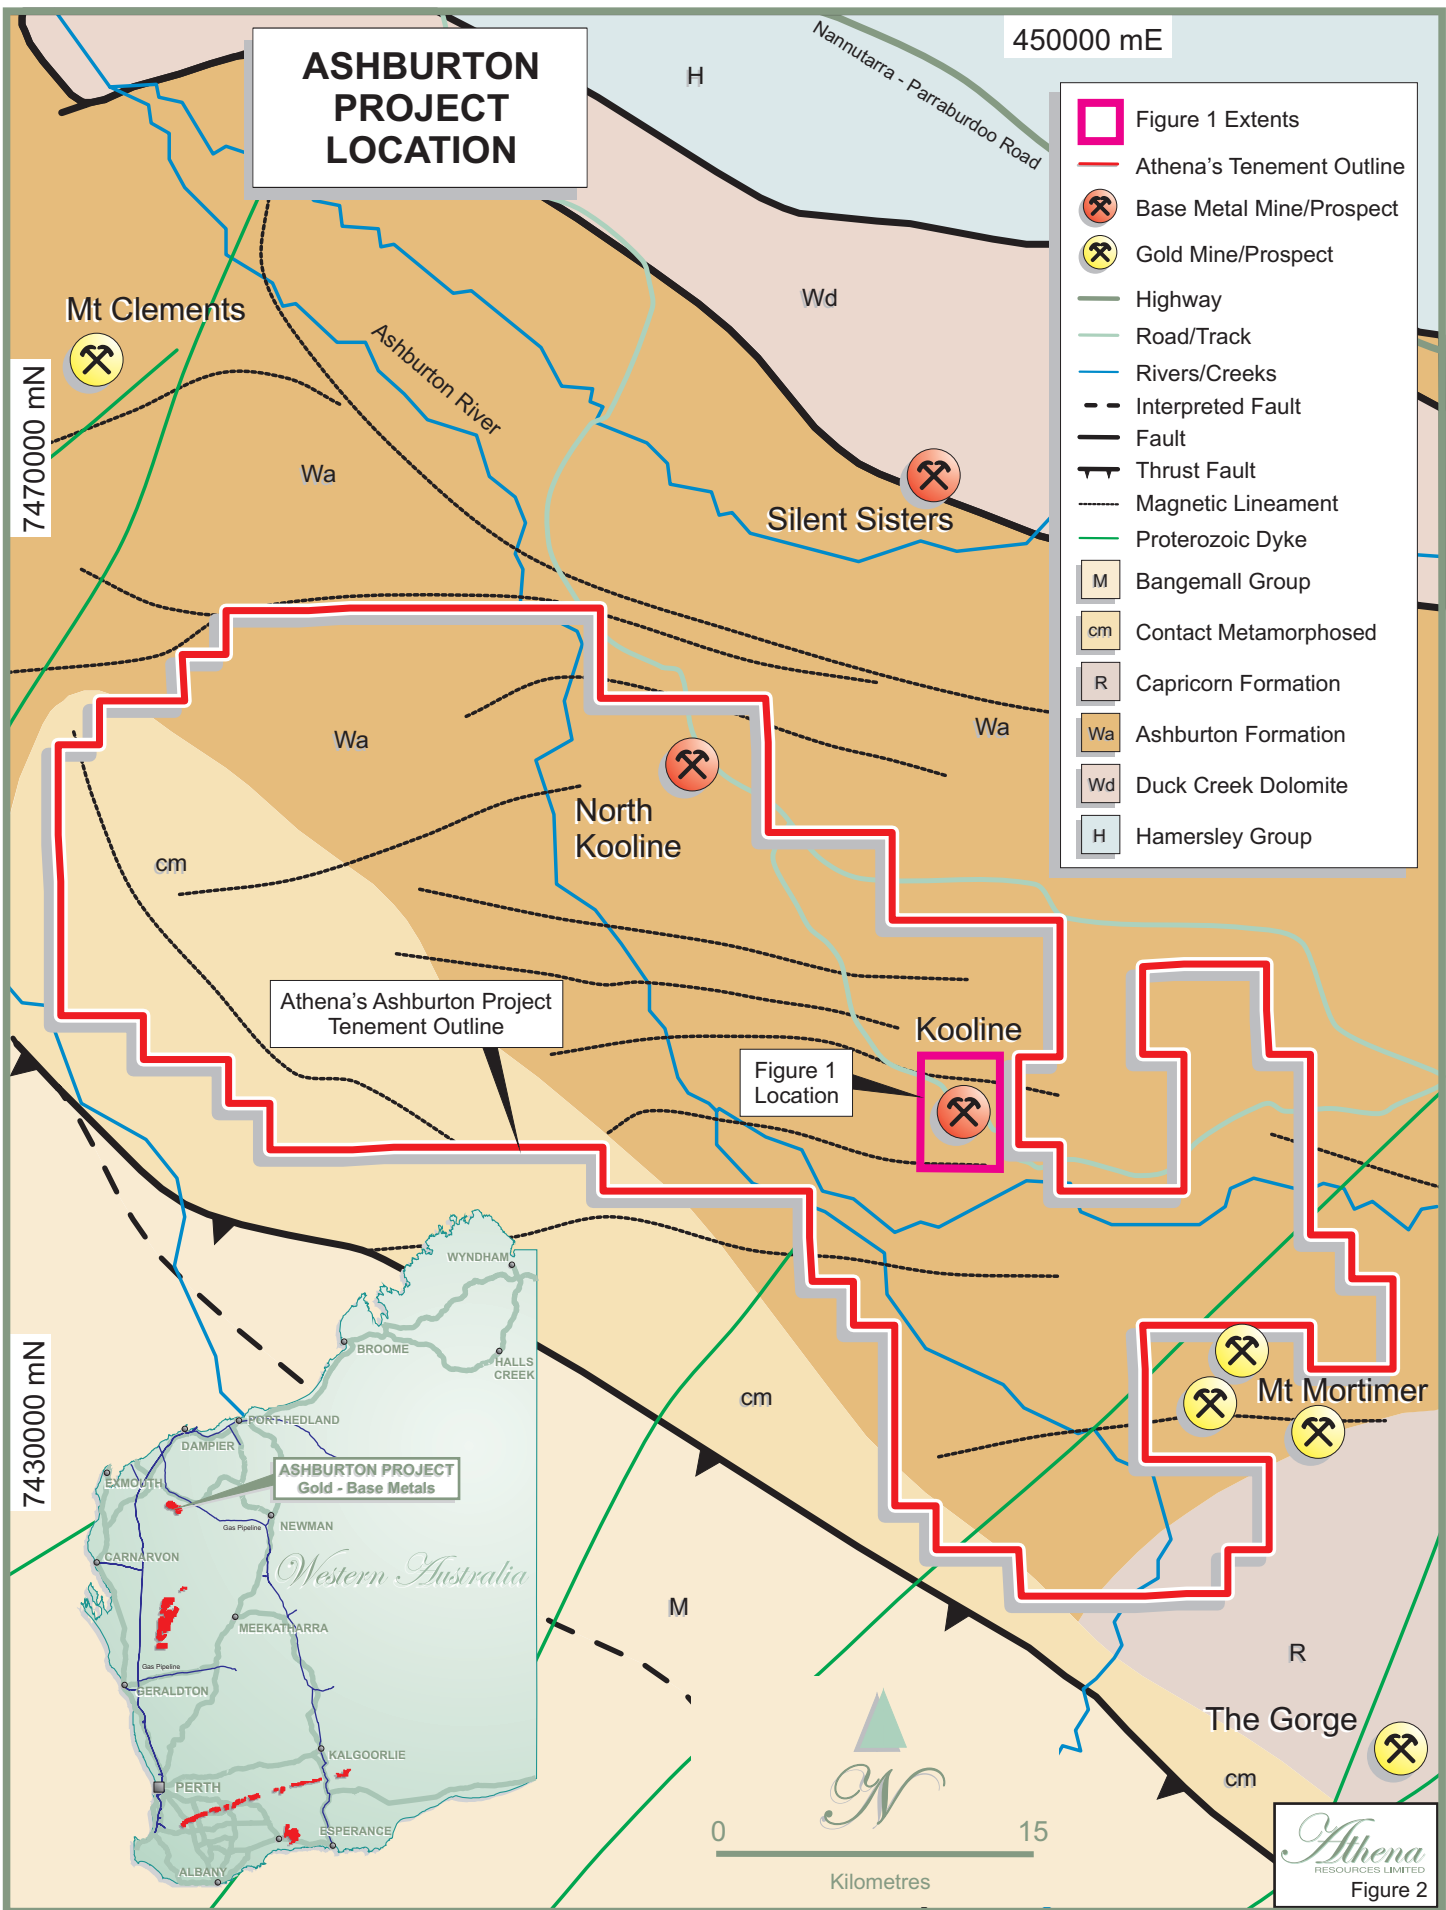 ASHBURTON
PROJECT
LOCATION
450000 mE
Nannutarra - Parraburdoo Road
H
Figure 1 Extents
Athena's Tenement Outline
Base Metal Mine/Prospect
Gold Mine/Prospect
Highway
Road/Track
Rivers/Creeks
Interpreted Fault
Fault
Thrust Fault
Magnetic Lineament
Proterozoic Dyke
M Bangemall Group
cm Contact Metamorphosed
R Capricorn Formation
Wa Ashburton Formation
Wd Duck Creek Dolomite
H Hamersley Group
Mt Clements
Ashburton River
Wd
7470000 mN
Wa
Silent Sisters
Wa
Wa
North
Kooline
cm
Athena's Ashburton Project
Tenement Outline
Kooline
Figure 1
Location
Mt Mortimer
cm
7430000 mN
M
R
The Gorge
cm
WYNDHAM
BROOME
HALLS
CREEK
PORT HEDLAND
DAMPIER
EXMOUTH
ASHBURTON PROJECT
Gold - Base Metals
Gas Pipeline
NEWMAN
CARNARVON
Western Australia
MEEKATHARRA
Gas Pipeline
GERALDTON
KALGOORLIE
PERTH
ESPERANCE
ALBANY
N
0 15
Kilometres
Athena
RESOURCES LIMITED
Figure 2